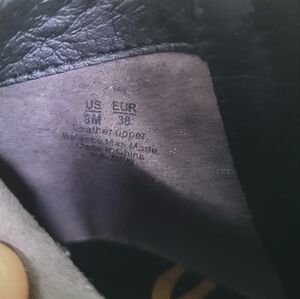 US EUR
8M 38
Leather upper
Balance Man Made
Made in China